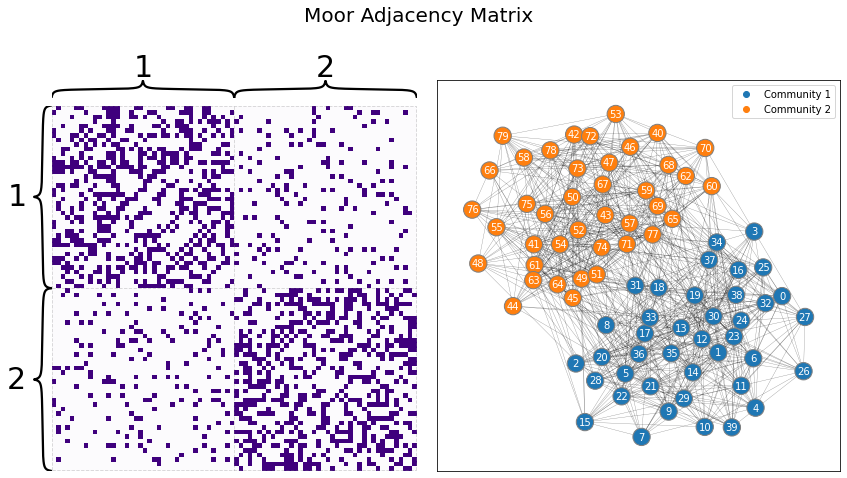 Moor Adjacency Matrix
1 2
1
2
Community 1
Community 2
53
79 42 72 40
78 46 70
58
66 73 47 68
62
67 59 60
76 75 50 69
56 43 65
55 57 3
52 77
41 54 74 71 34
48 61 37
63 49 51 16 25
64 31 18
45 19 38 0
44 32
33 30 27
8 24
17 13 23
12
20 36 35 1 6
2
5 14 26
28 21 11
22 29
9 4
15 10 39
7